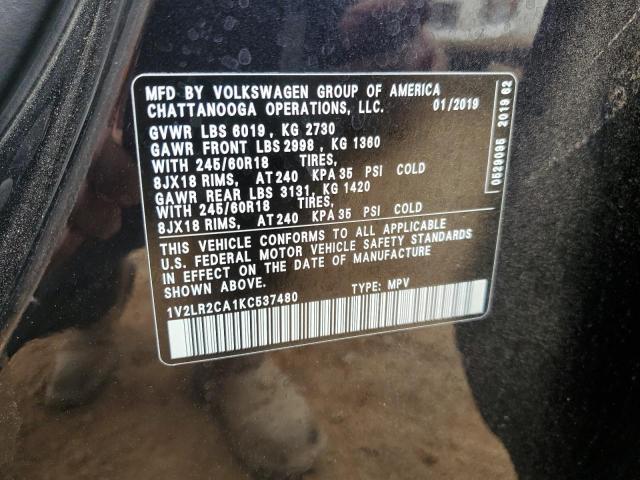 MFD BY VOLKSWAGEN GROUP OF AMERICA
CHATTANOOGA OPERATIONS, LLC. 01/2019
GVWR LBS 6019, KG 2730
GAWR FRONT LBS 2998, KG 1360
WITH 245/60R18 TIRES,
8JX18 RIMS, AT 240 KPA 35 PSI COLD
GAWR REAR LBS 3131, KG 1420
WITH 245/60R18 TIRES,
8JX18 RIMS, AT 240 KPA 35 PSI COLD
THIS VEHICLE CONFORMS TO ALL APPLICABLE
U.S. FEDERAL MOTOR VEHICLE SAFETY STANDARDS
IN EFFECT ON THE DATE OF MANUFACTURE
SHOWN ABOVE.
1V2LR2CA1KC537480 TYPE: MPV
0529095 2019 02